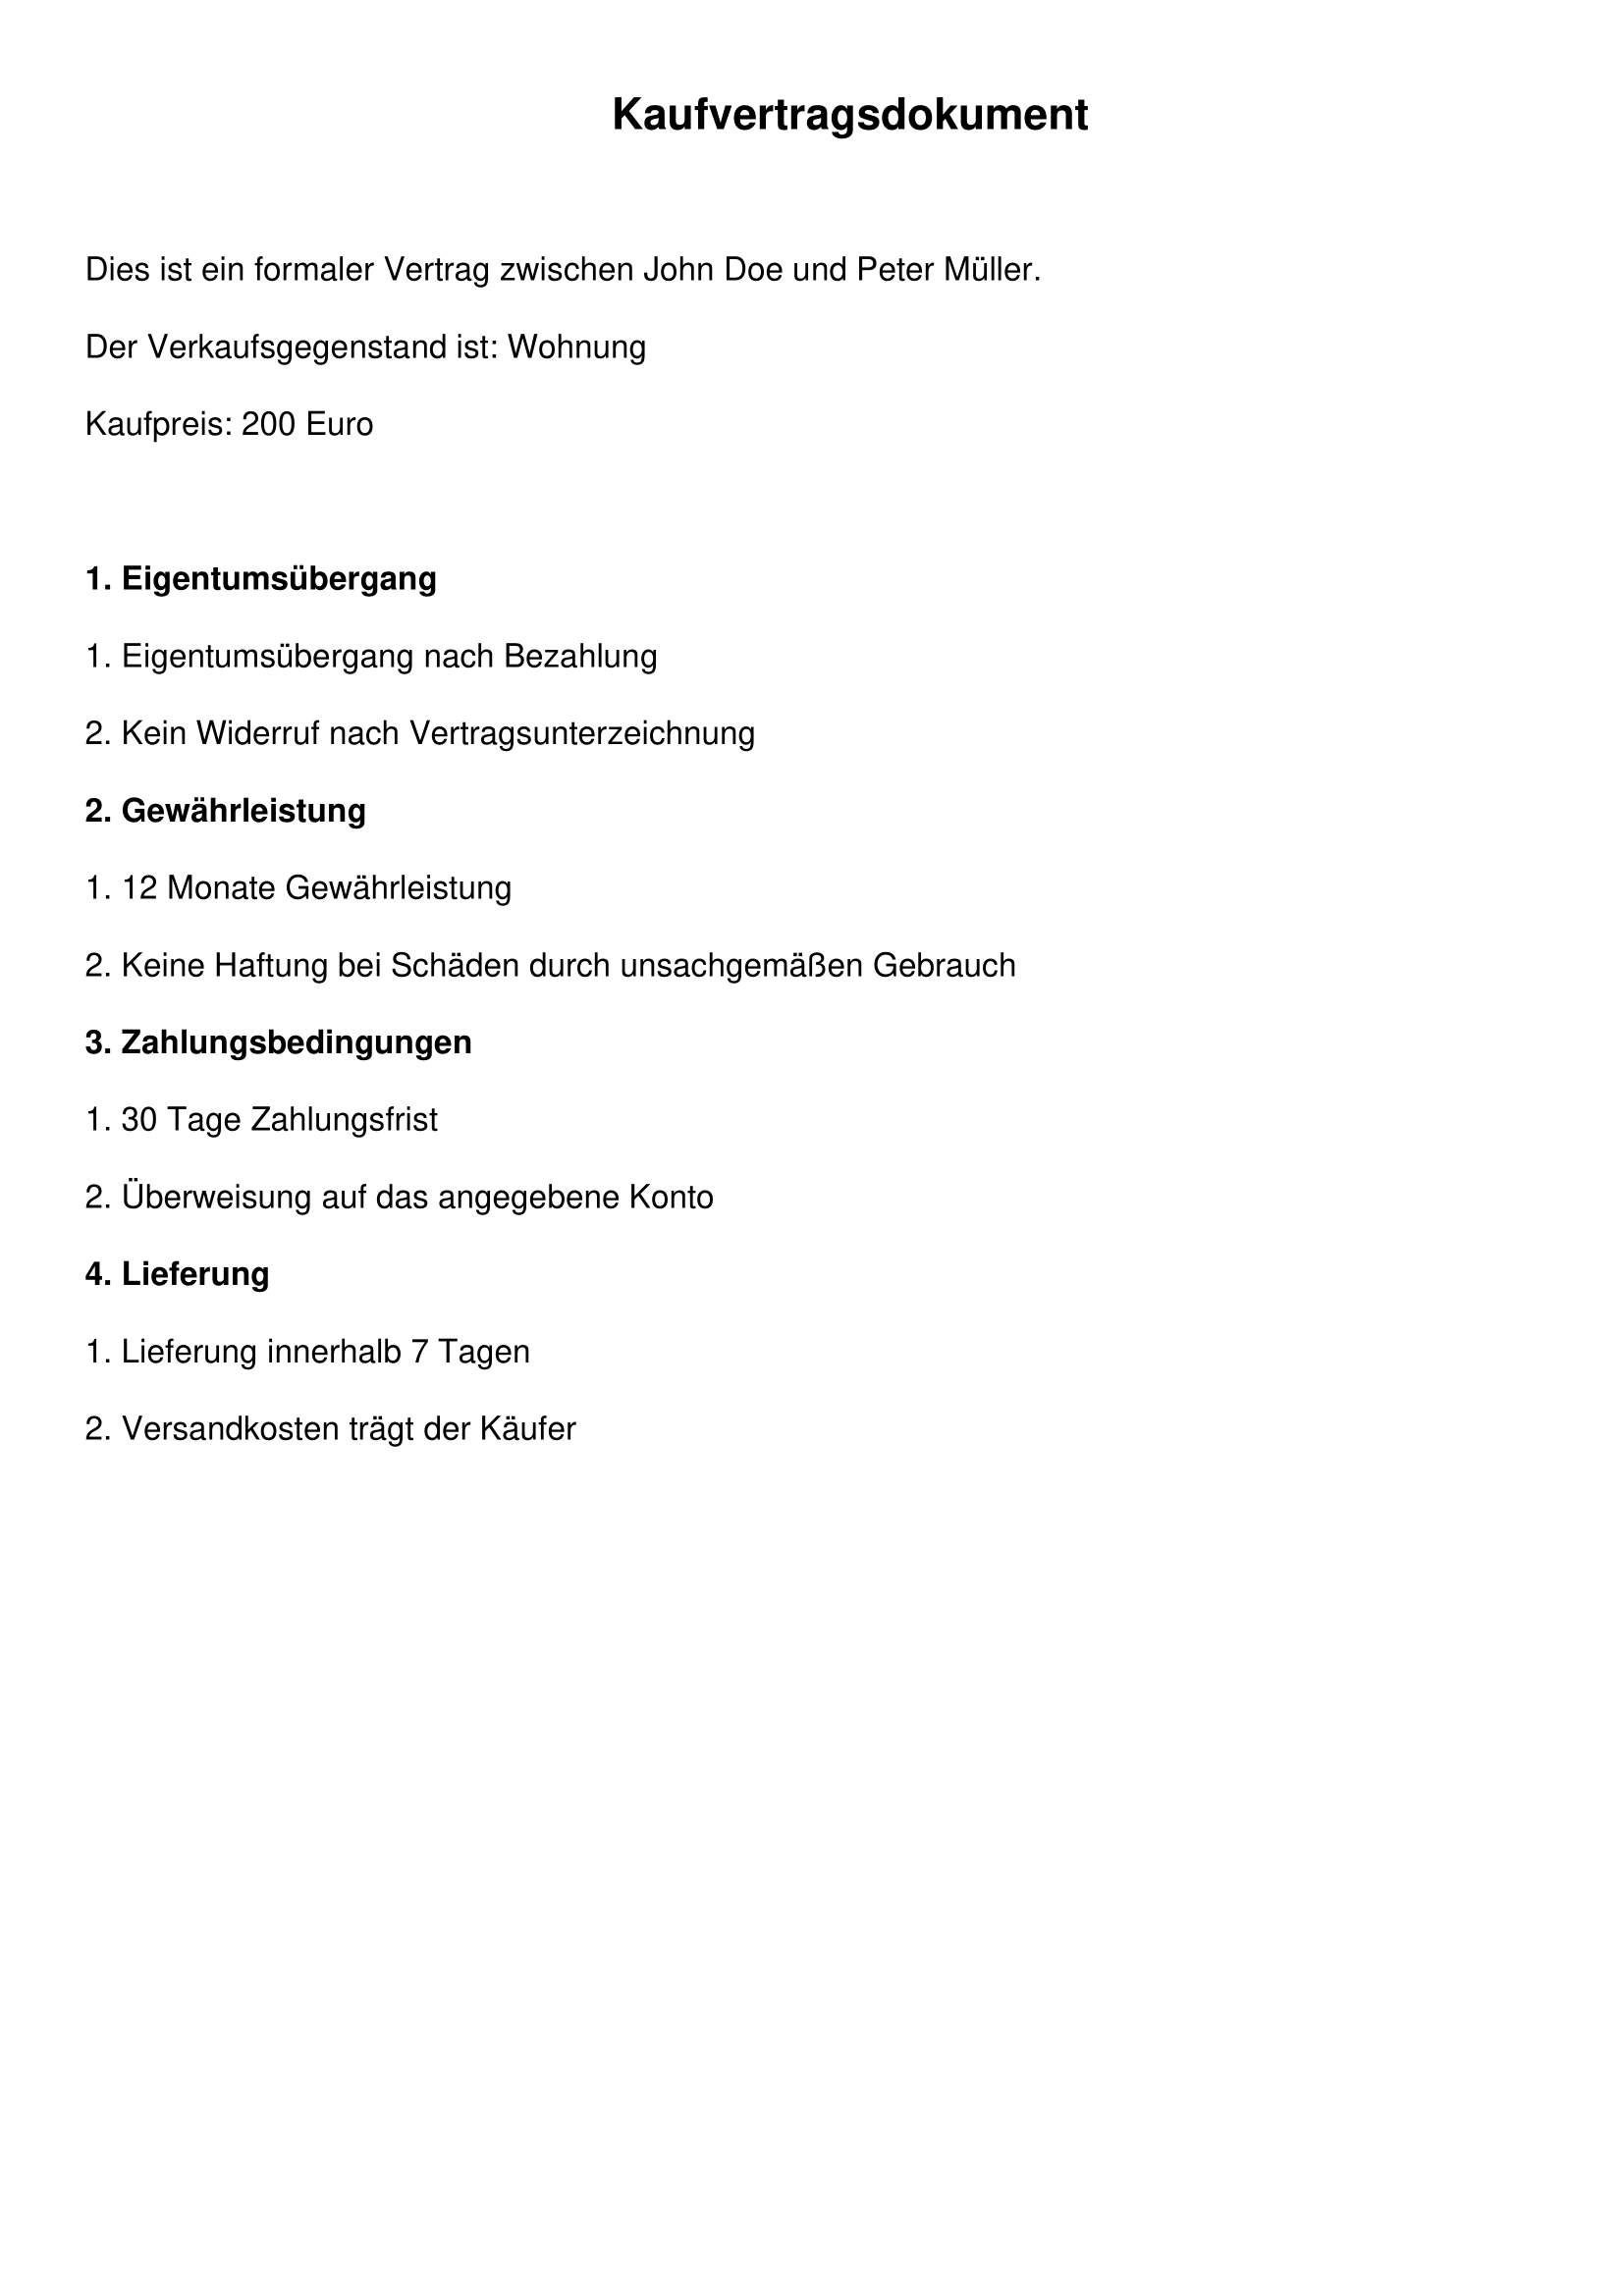 Kaufvertragsdokument
Dies ist ein formaler Vertrag zwischen John Doe und Peter Müller.
Der Verkaufsgegenstand ist: Wohnung
Kaufpreis: 200 Euro
1. Eigentumsübergang
1. Eigentumsübergang nach Bezahlung
2. Kein Widerruf nach Vertragsunterzeichnung
2. Gewährleistung
1. 12 Monate Gewährleistung
2. Keine Haftung bei Schäden durch unsachgemäßen Gebrauch
3. Zahlungsbedingungen
1. 30 Tage Zahlungsfrist
2. Überweisung auf das angegebene Konto
4. Lieferung
1. Lieferung innerhalb 7 Tagen
2. Versandkosten trägt der Käufer